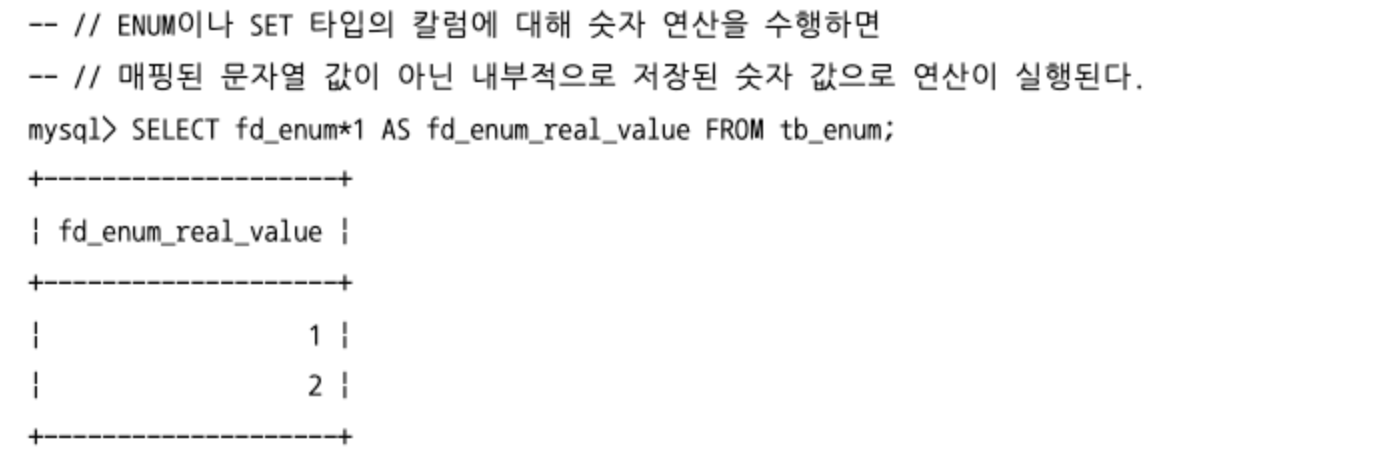 -- // ENUM이나 SET 타입의 칼럼에 대해 숫자 연산을 수행하면
-- // 매핑된 문자열 값이 아닌 내부적으로 저장된 숫자 값으로 연산이 실행된다.
mysql> SELECT fd_enum*1 AS fd_enum_real_value FROM tb_enum;
+--------------------+
¦ fd_enum_real_value ¦
+--------------------+
¦                  1 ¦
¦                  2 ¦
+--------------------+